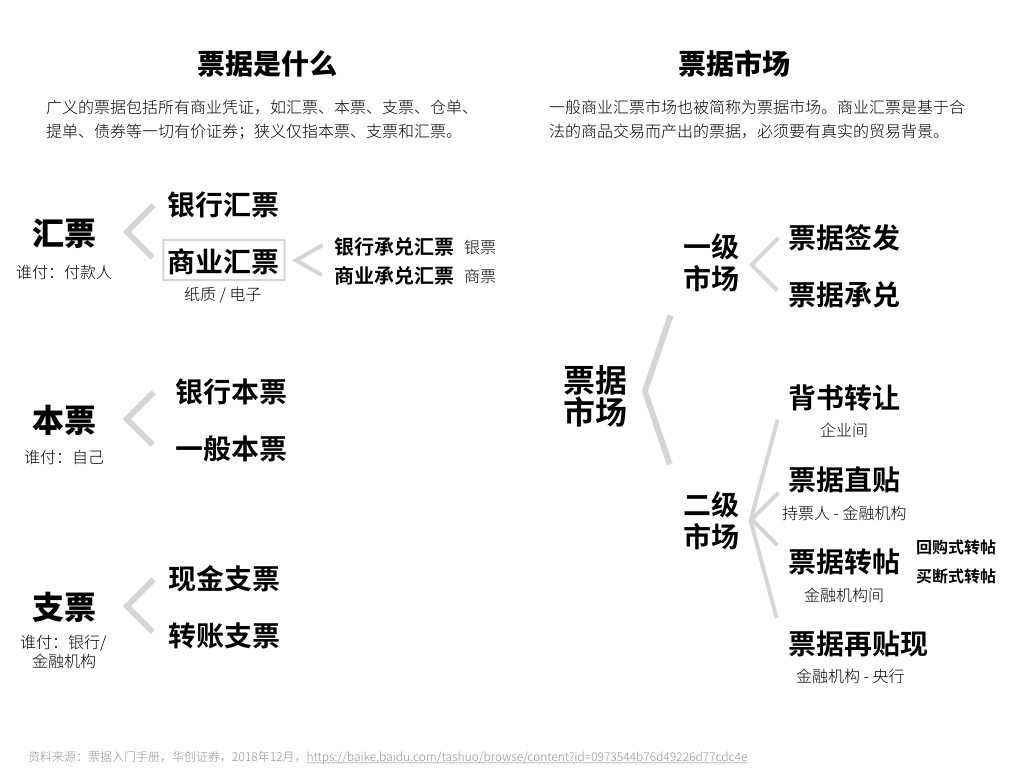 票据是什么
广义的票据包括所有商业凭证，如汇票、本票、支票、仓单、
提单、债券等一切有价证券；狭义仅指本票、支票和汇票。
汇票
谁付：付款人
银行汇票
商业汇票
纸质 / 电子
银行承兑汇票 银票
商业承兑汇票 商票
本票
谁付：自己
银行本票
一般本票
支票
谁付：银行/
金融机构
现金支票
转账支票
票据市场
一般商业汇票市场也被简称为票据市场。商业汇票是基于合
法的商品交易而产出的票据，必须要有真实的贸易背景。
票据
市场
一级
市场
票据签发
票据承兑
二级
市场
背书转让
企业间
票据直贴
持票人 - 金融机构
票据转帖
金融机构间
回购式转帖
买断式转帖
票据再贴现
金融机构 - 央行
资料来源：票据入门手册，华创证券，2018年12月，https://baike.baidu.com/tashuo/browse/content?id=0973544b76d49226d77cdc4e